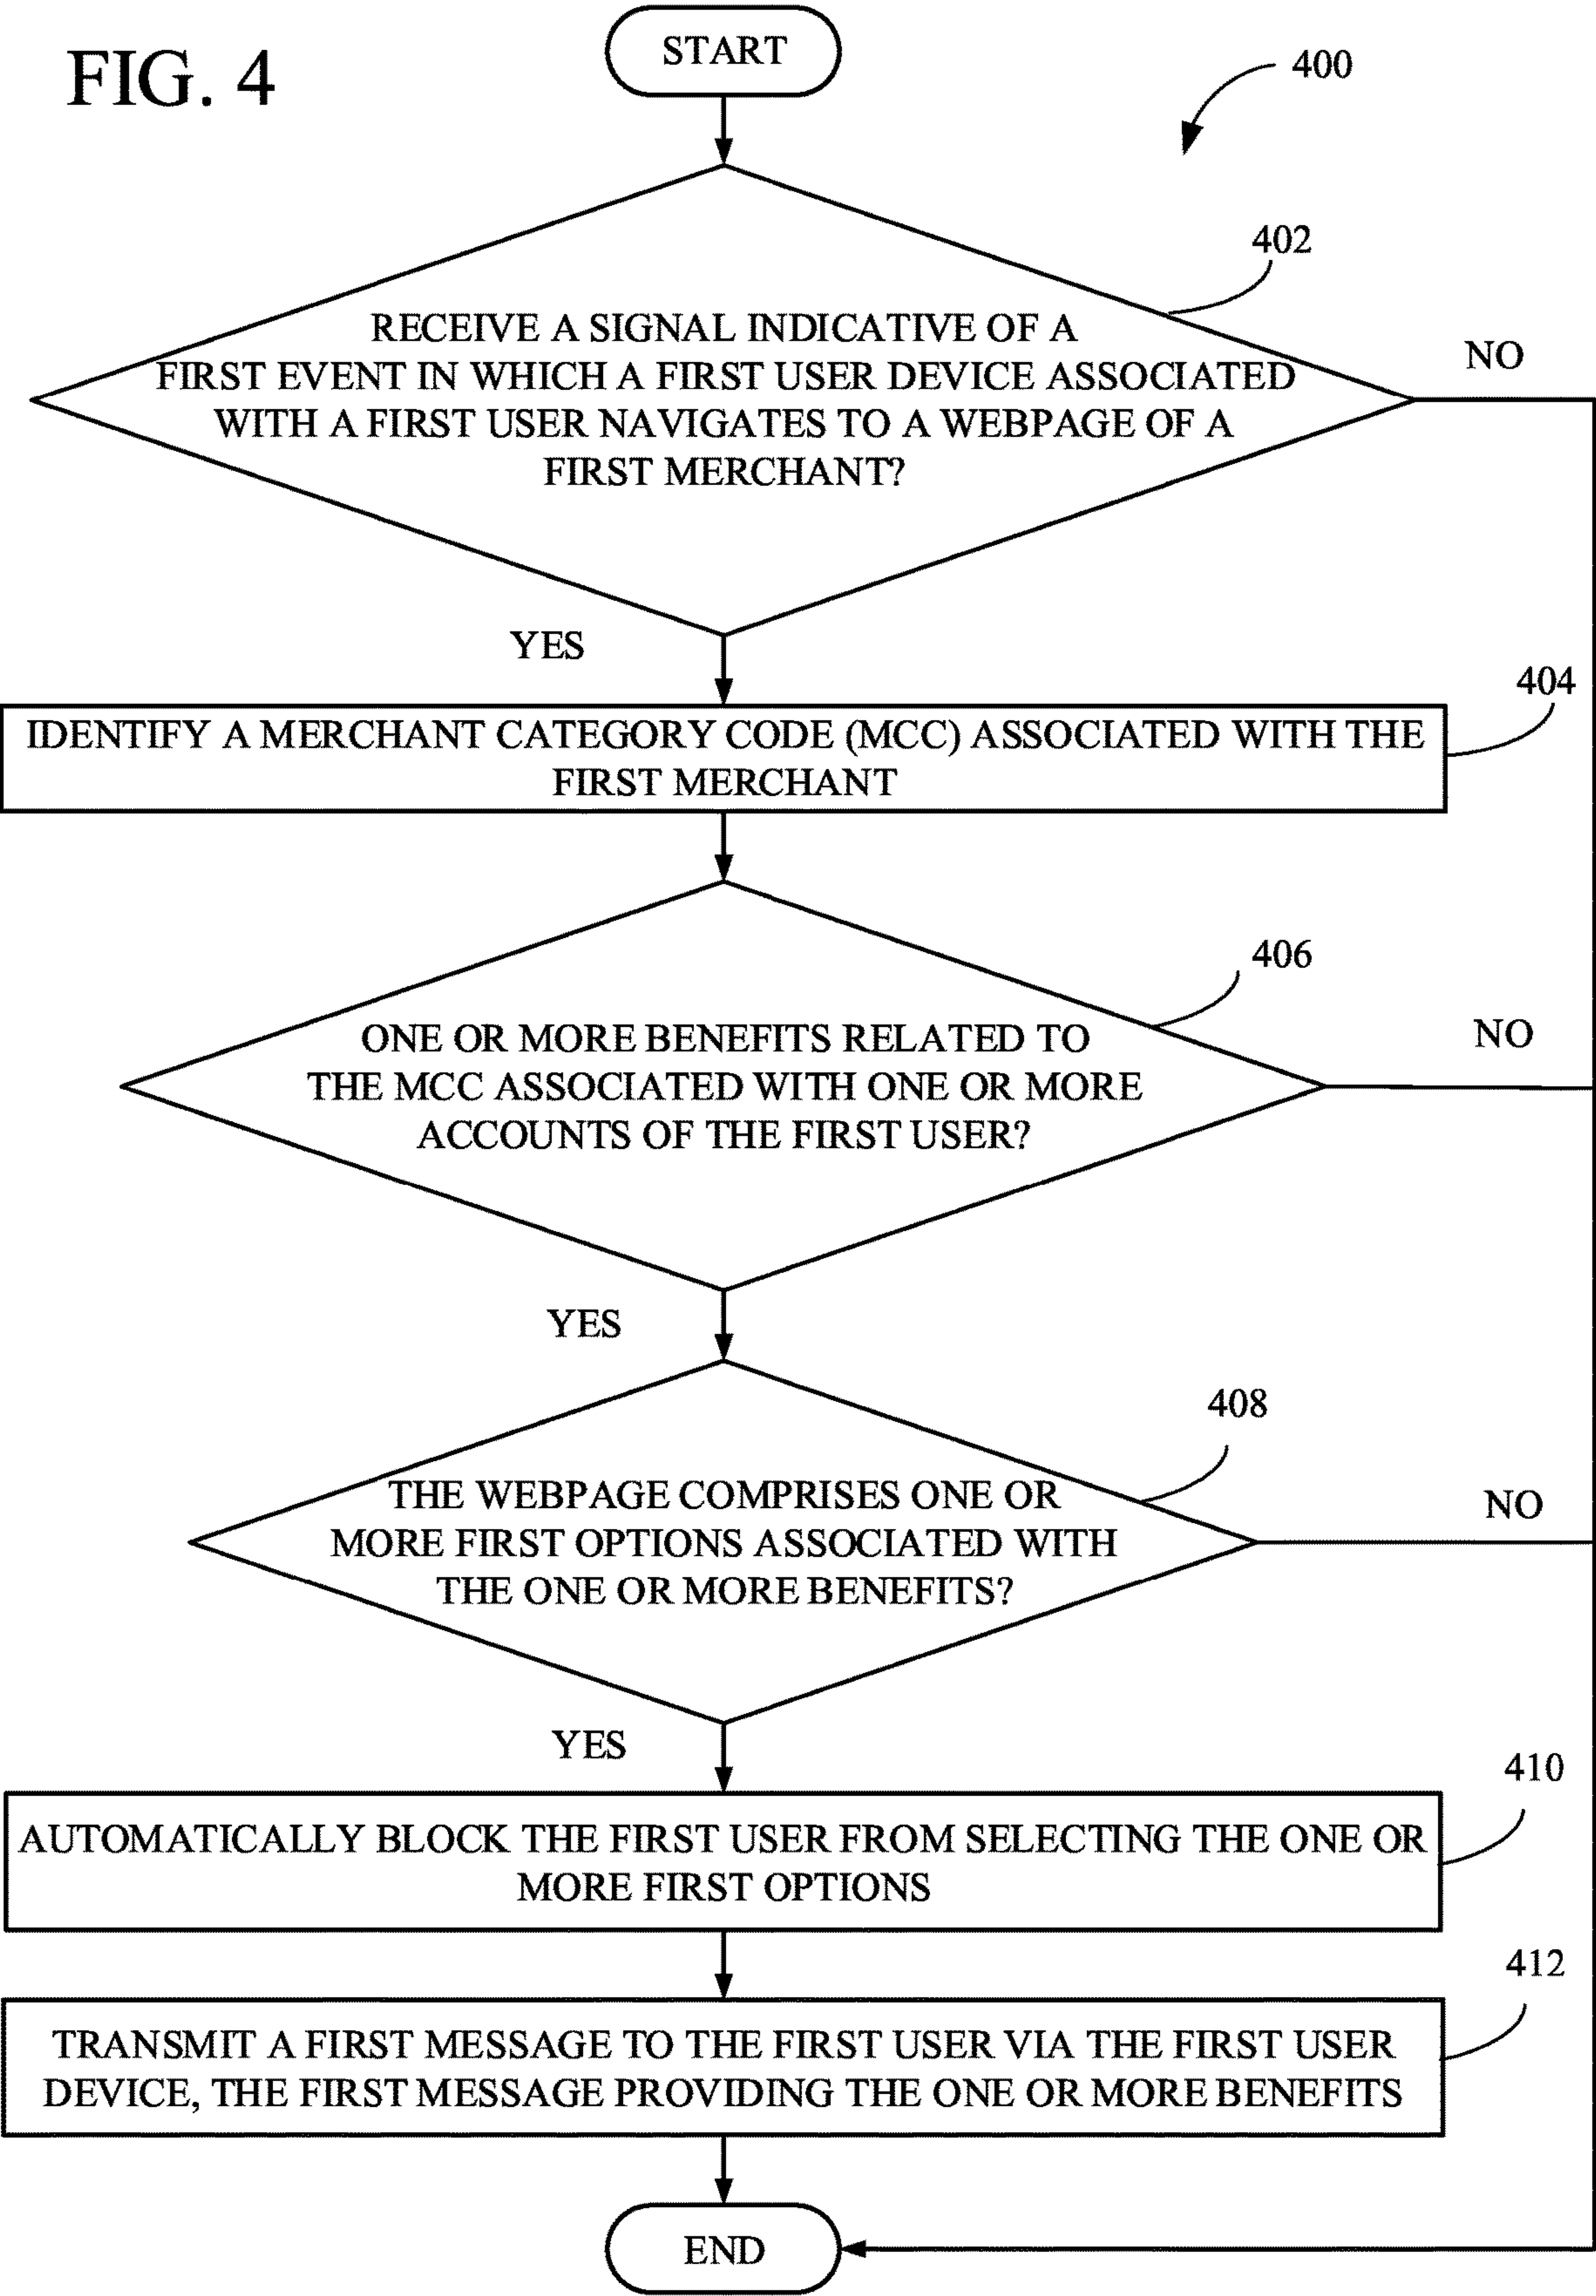 FIG. 4
START
400
402
RECEIVE A SIGNAL INDICATIVE OF A
FIRST EVENT IN WHICH A FIRST USER DEVICE ASSOCIATED
WITH A FIRST USER NAVIGATES TO A WEBPAGE OF A
FIRST MERCHANT?
NO
YES
404
IDENTIFY A MERCHANT CATEGORY CODE (MCC) ASSOCIATED WITH THE
FIRST MERCHANT
406
ONE OR MORE BENEFITS RELATED TO
THE MCC ASSOCIATED WITH ONE OR MORE
ACCOUNTS OF THE FIRST USER?
NO
YES
408
THE WEBPAGE COMPRISES ONE OR
MORE FIRST OPTIONS ASSOCIATED WITH
THE ONE OR MORE BENEFITS?
NO
YES
410
AUTOMATICALLY BLOCK THE FIRST USER FROM SELECTING THE ONE OR
MORE FIRST OPTIONS
412
TRANSMIT A FIRST MESSAGE TO THE FIRST USER VIA THE FIRST USER
DEVICE, THE FIRST MESSAGE PROVIDING THE ONE OR MORE BENEFITS
END